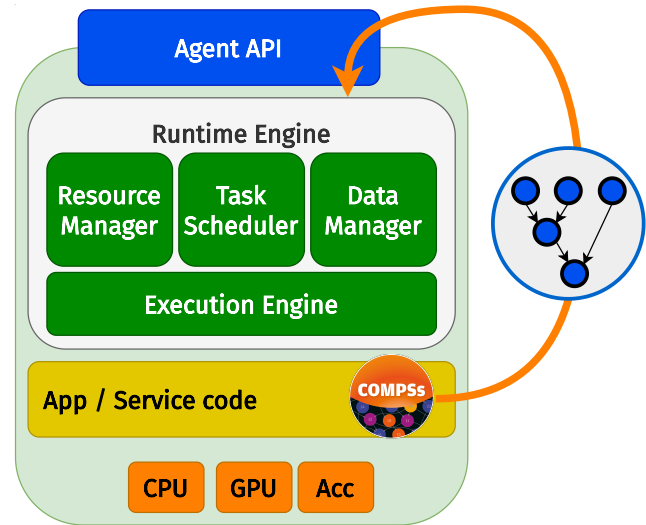 Agent API
Runtime Engine
Resource
Manager
Task
Scheduler
Data
Manager
Execution Engine
App / Service code
COMPSs
CPU
GPU
Acc